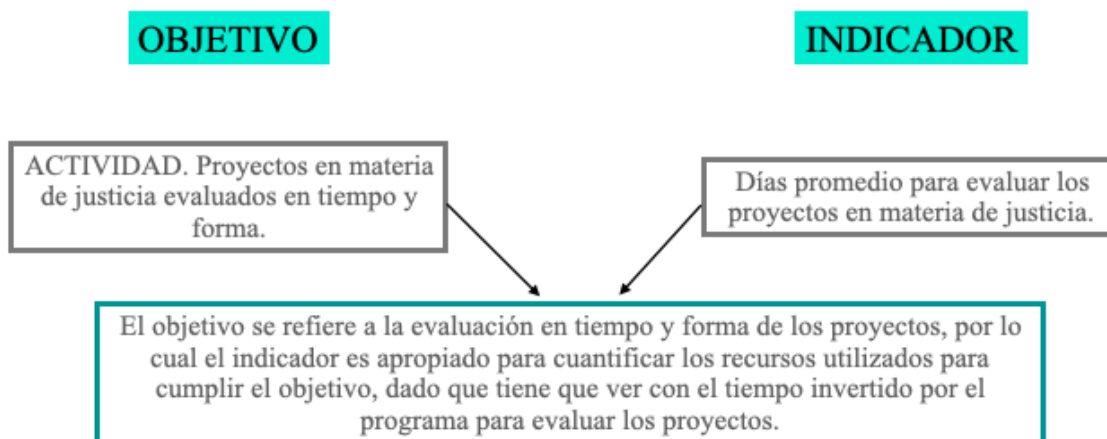 OBJETIVO
INDICADOR
ACTIVIDAD. Proyectos en materia
de justicia evaluados en tiempo y
forma.
Días promedio para evaluar los
proyectos en materia de justicia.
El objetivo se refiere a la evaluación en tiempo y forma de los proyectos, por lo
cual el indicador es apropiado para cuantificar los recursos utilizados para
cumplir el objetivo, dado que tiene que ver con el tiempo invertido por el
programa para evaluar los proyectos.